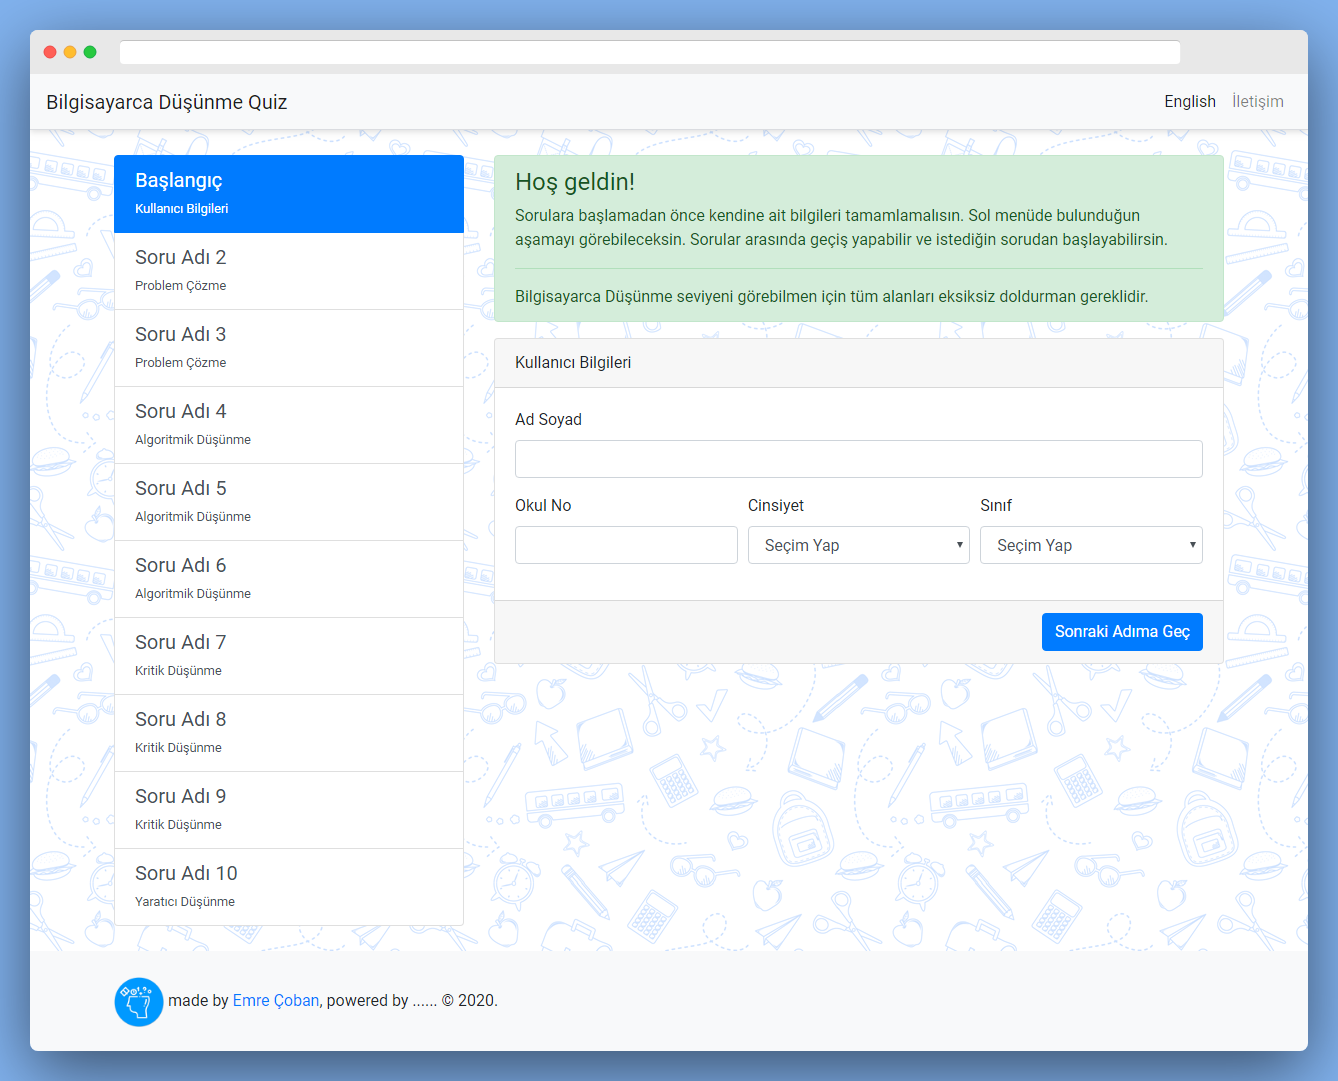 Bilgisayarca Düşünme Quiz
English
İletişim
Başlangıç
Kullanıcı Bilgileri
Soru Adı 2
Problem Çözme
Soru Adı 3
Problem Çözme
Soru Adı 4
Algoritmik Düşünme
Soru Adı 5
Algoritmik Düşünme
Soru Adı 6
Algoritmik Düşünme
Soru Adı 7
Kritik Düşünme
Soru Adı 8
Kritik Düşünme
Soru Adı 9
Kritik Düşünme
Soru Adı 10
Yaratıcı Düşünme
Hoş geldin!
Sorulara başlamadan önce kendine ait bilgileri tamamlamalısın. Sol menüde bulunduğun
aşamayı görebileceksin. Sorular arasında geçiş yapabilir ve istediğin sorudan başlayabilirsin.
Bilgisayarca Düşünme seviyeni görebilmen için tüm alanları eksiksiz doldurman gereklidir.
Kullanıcı Bilgileri
Ad Soyad
Okul No
Cinsiyet
Sınıf
Seçim Yap
Seçim Yap
Sonraki Adıma Geç
made by Emre Çoban, powered by ...... © 2020.